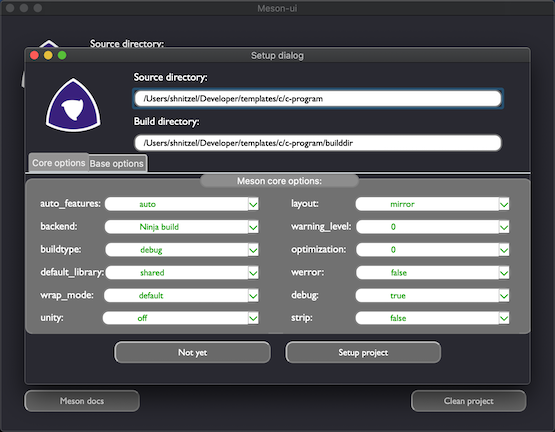 Meson-ui
Source directory:
Setup dialog
Source directory:
/Users/shnitzel/Developer/templates/c/c-program
Build directory:
/Users/shnitzel/Developer/templates/c/c-program/builddir
Core options Base options
Meson core options:
auto_features: auto layout: mirror
backend: Ninja build warning_level: 0
buildtype: debug optimization: 0
default_library: shared werror: false
wrap_mode: default debug: true
unity: off strip: false
Not yet Setup project
Meson docs Clean project